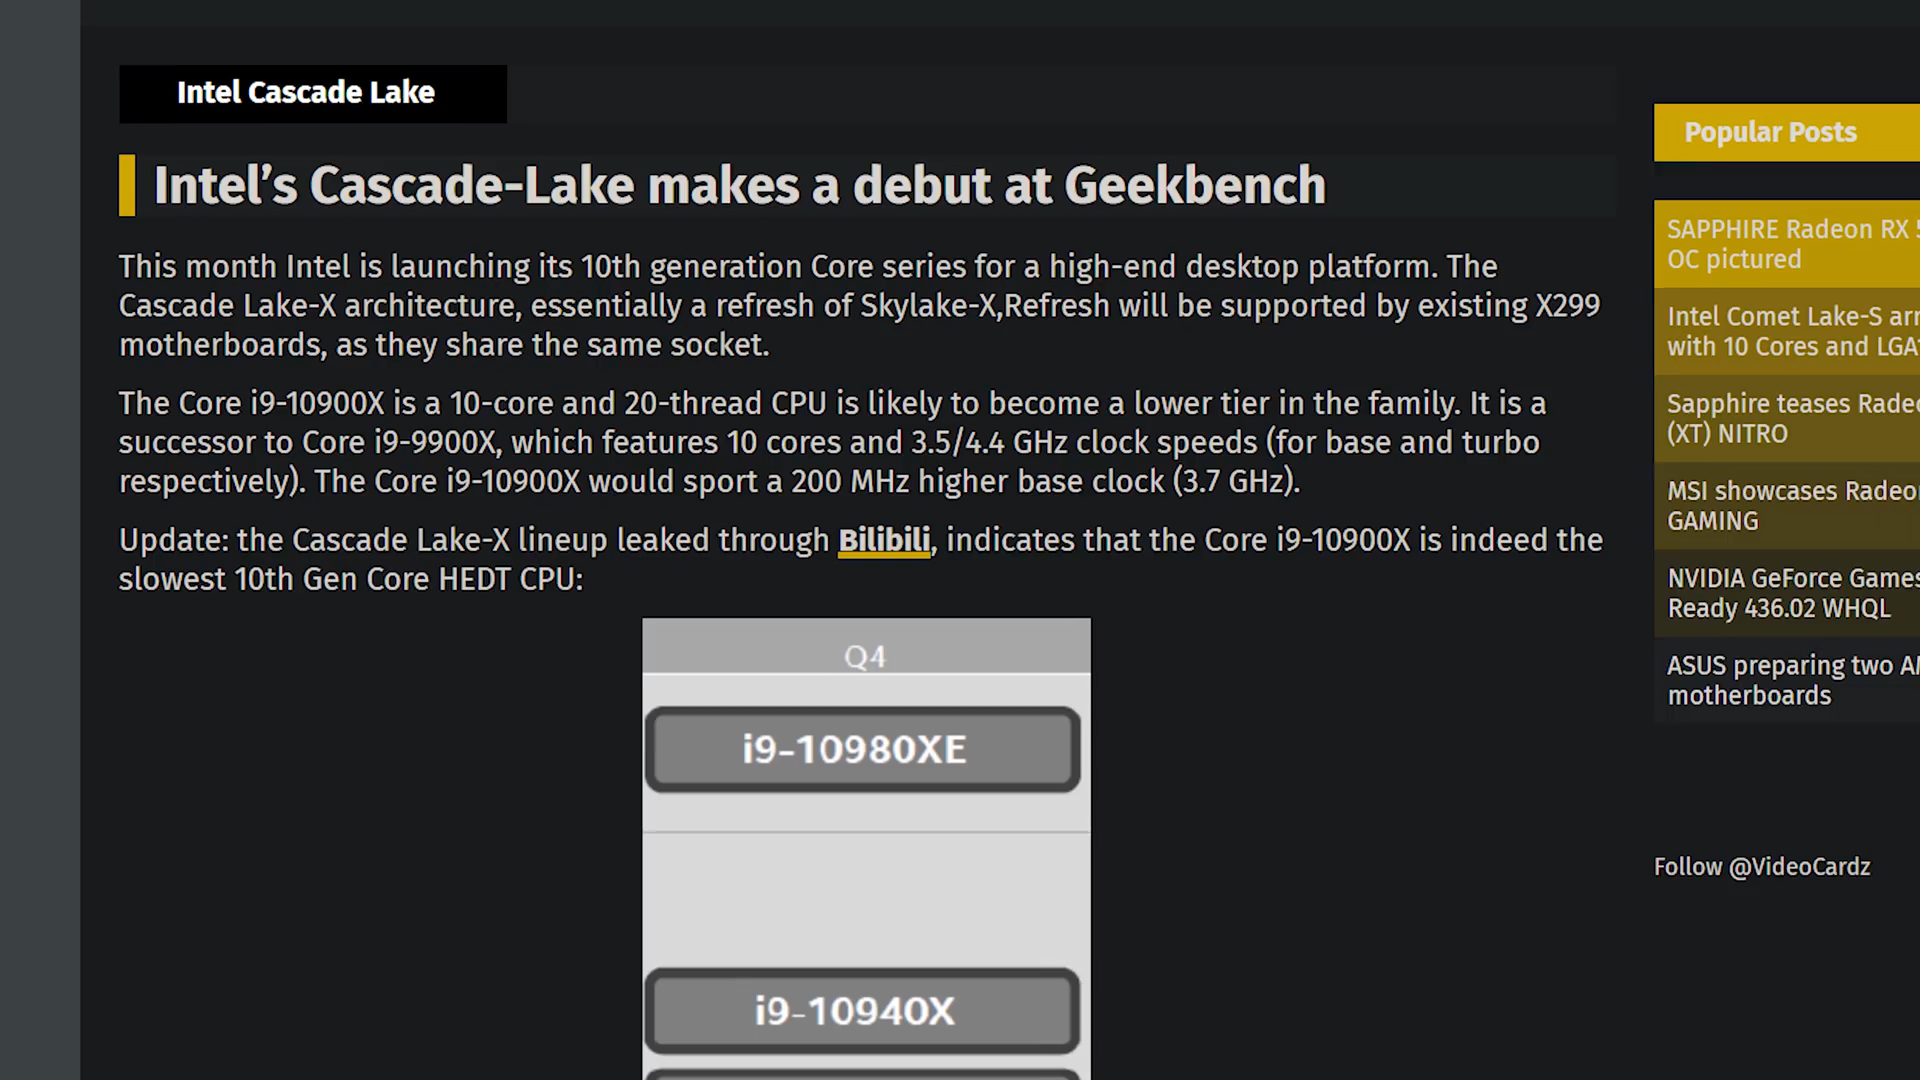 Intel Cascade Lake
Intel's Cascade-Lake makes a debut at Geekbench
This month Intel is launching its 10th generation Core series for a high-end desktop platform. The
Cascade Lake-X architecture, essentially a refresh of Skylake-X,Refresh will be supported by existing X299
motherboards, as they share the same socket.
The Core i9-10900X is a 10-core and 20-thread CPU is likely to become a lower tier in the family. It is a
successor to Core i9-9900X, which features 10 cores and 3.5/4.4 GHz clock speeds (for base and turbo
respectively). The Core i9-10900X would sport a 200 MHz higher base clock (3.7 GHz).
Update: the Cascade Lake-X lineup leaked through Bilibili, indicates that the Core i9-10900X is indeed the
slowest 10th Gen Core HEDT CPU:
Q4
i9-10980XE
i9-10940X
Popular Posts
SAPPHIRE Radeon RX
OC pictured
Intel Comet Lake-S
with 10 Cores and
Sapphire teases
(XT) NITRO
MSI showcases
GAMING
NVIDIA GeForce
Ready 436.02 WHQL
ASUS preparing two
motherboards
Follow @VideoCardz